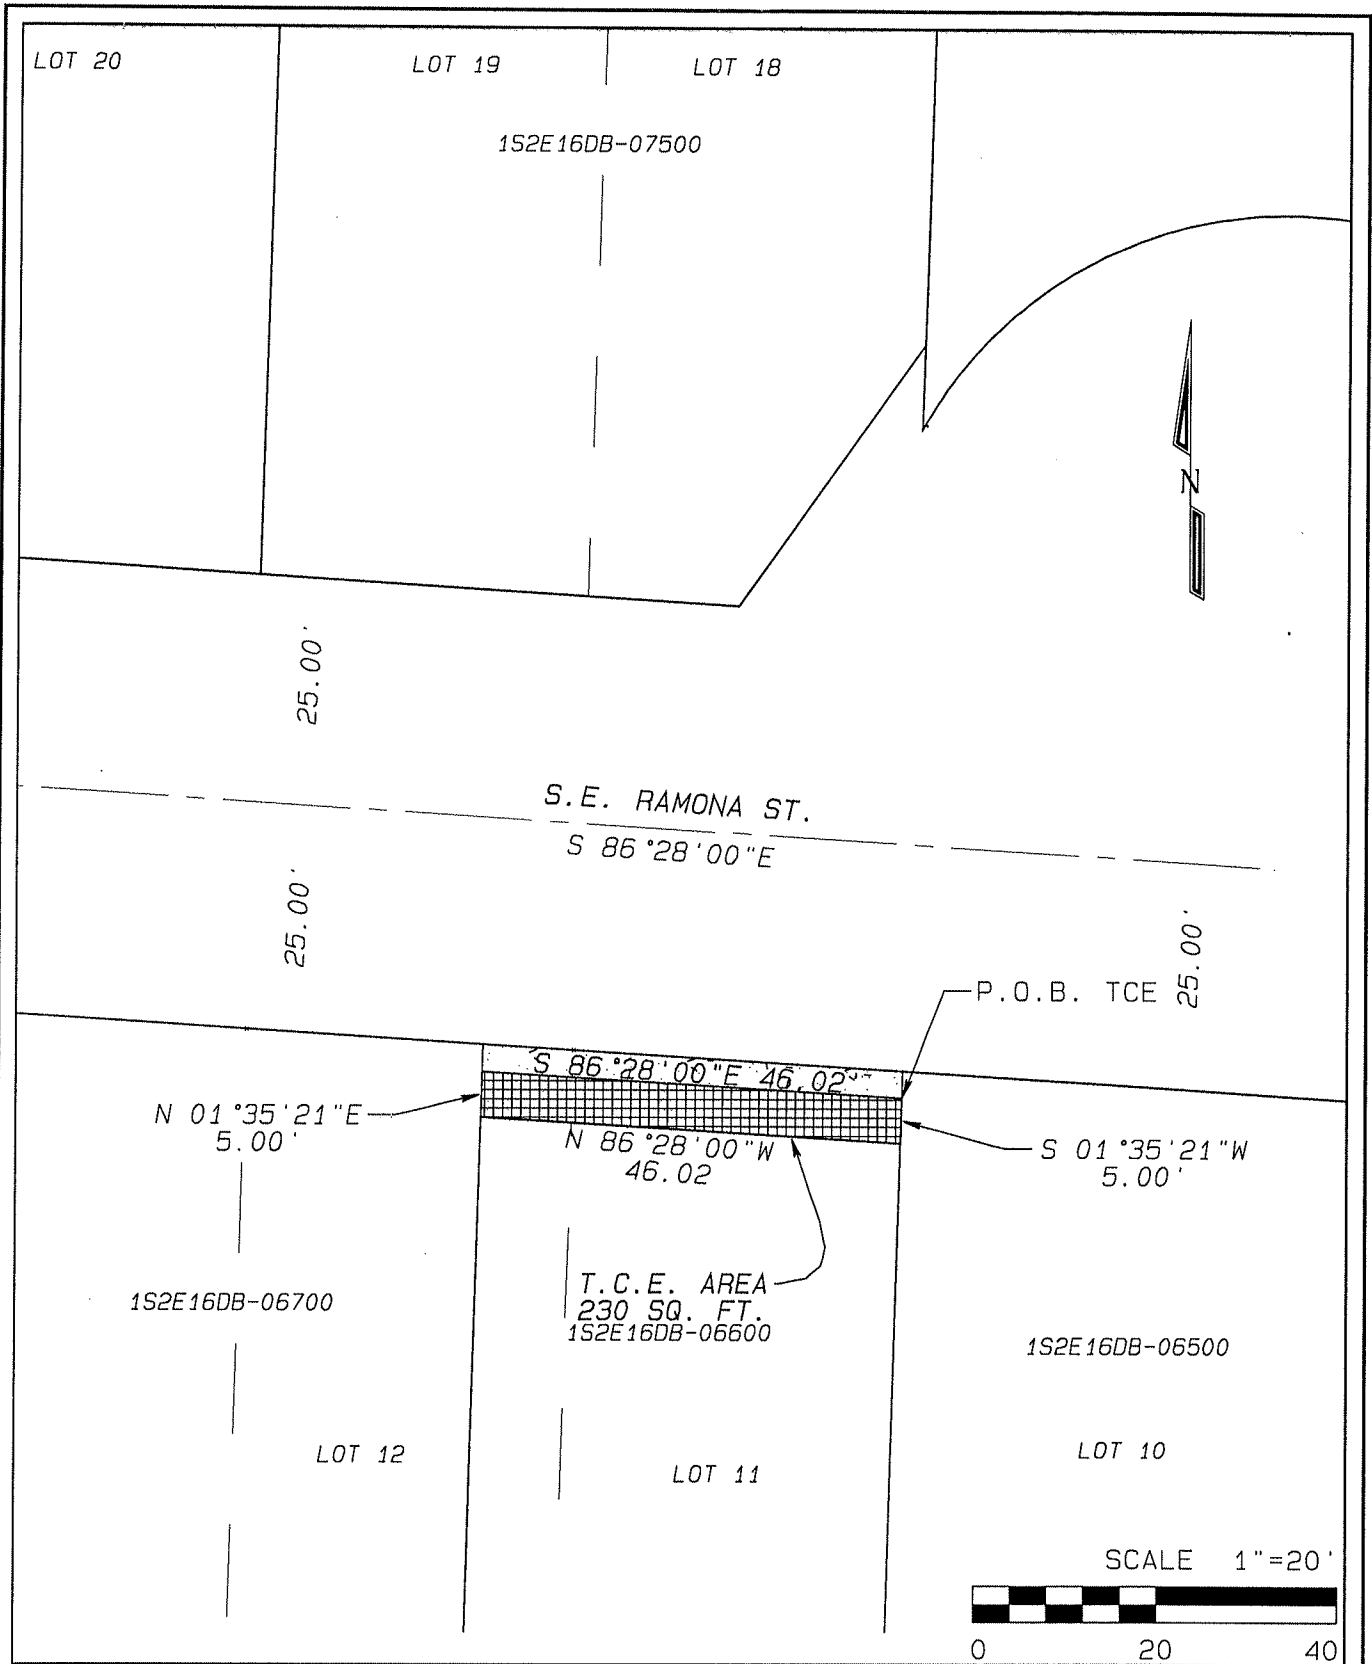 LOT 20
LOT 19
LOT 18
1S2E16DB-07500
N
25.00'
S.E. RAMONA ST.
S 86°28'00"E
25.00'
25.00'
P.O.B. TCE
S 86°28'00"E 46.02'
N 01°35'21"E
5.00'
N 86°28'00"W
46.02
S 01°35'21"W
5.00'
T.C.E. AREA
230 SQ. FT.
1S2E16DB-06700
1S2E16DB-06600
1S2E16DB-06500
LOT 12
LOT 11
LOT 10
SCALE 1"=20'
0 20 40